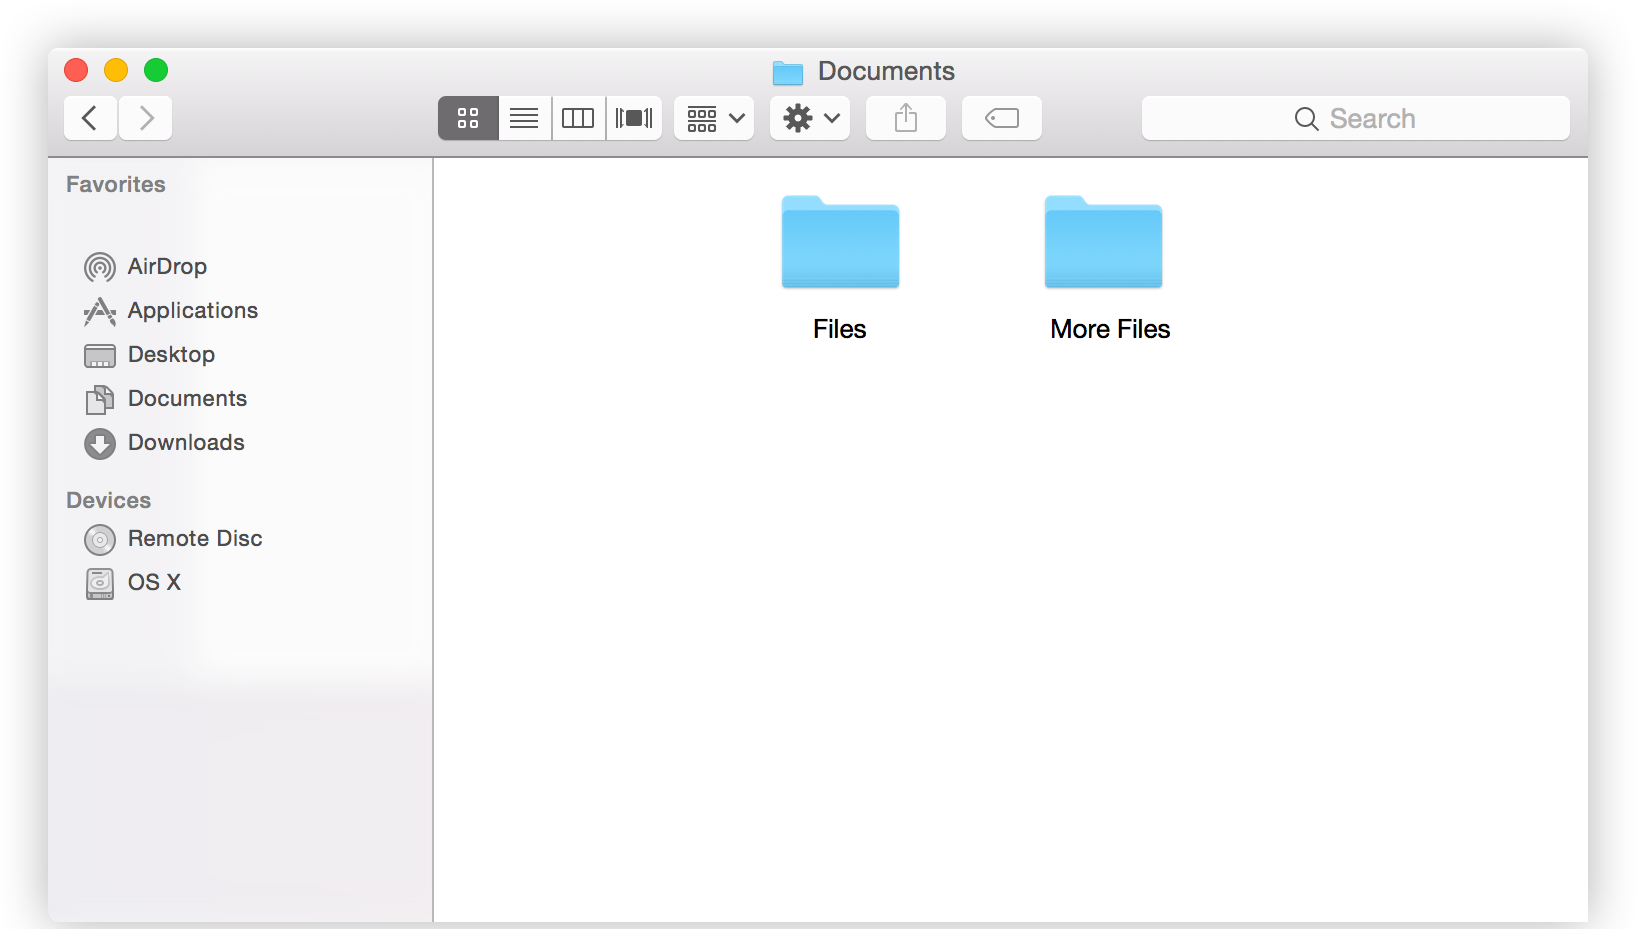 Documents
Search
Favorites
AirDrop
Applications
Desktop
Documents
Downloads
Devices
Remote Disc
OS X
Files
More Files